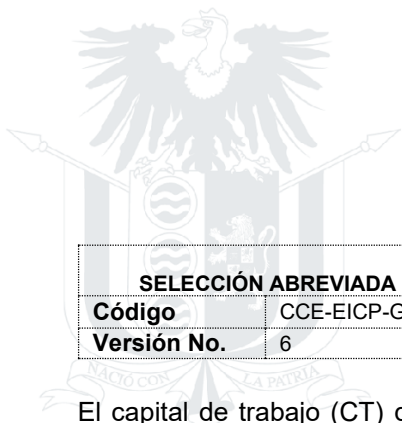 SELECCIÓN ABREVIADA
Código CCE-EICP-G
Versión No. 6
NACIÓ CON LA PATRIA
El capital de trabajo (CT) d